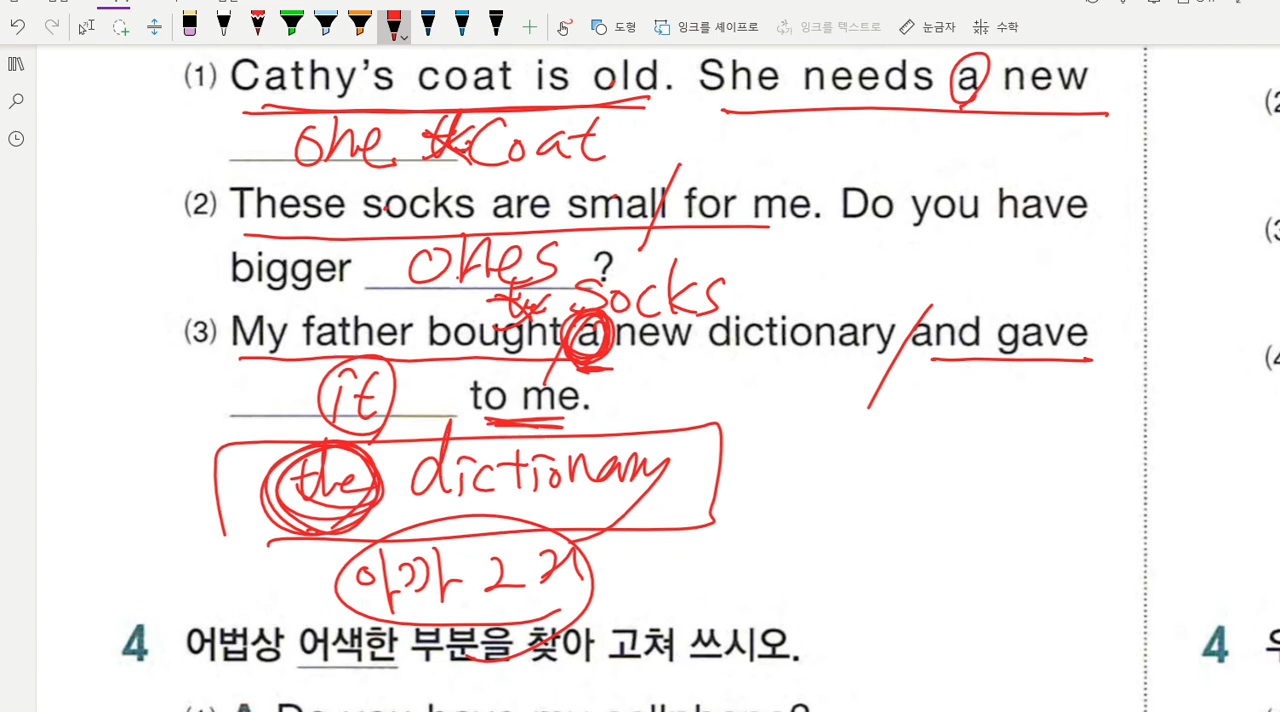 도형 잉크를 셰이프로 잉크를 텍스트로 눈금자 수학
(1) Cathy's coat is old. She needs a new
one coat
(2) These socks are small for me. Do you have
bigger ones ?
socks
(3) My father bought a new dictionary and gave
it to me.
the dictionary
아까 그거
4 어법상 어색한 부분을 찾아 고쳐 쓰시오.
4